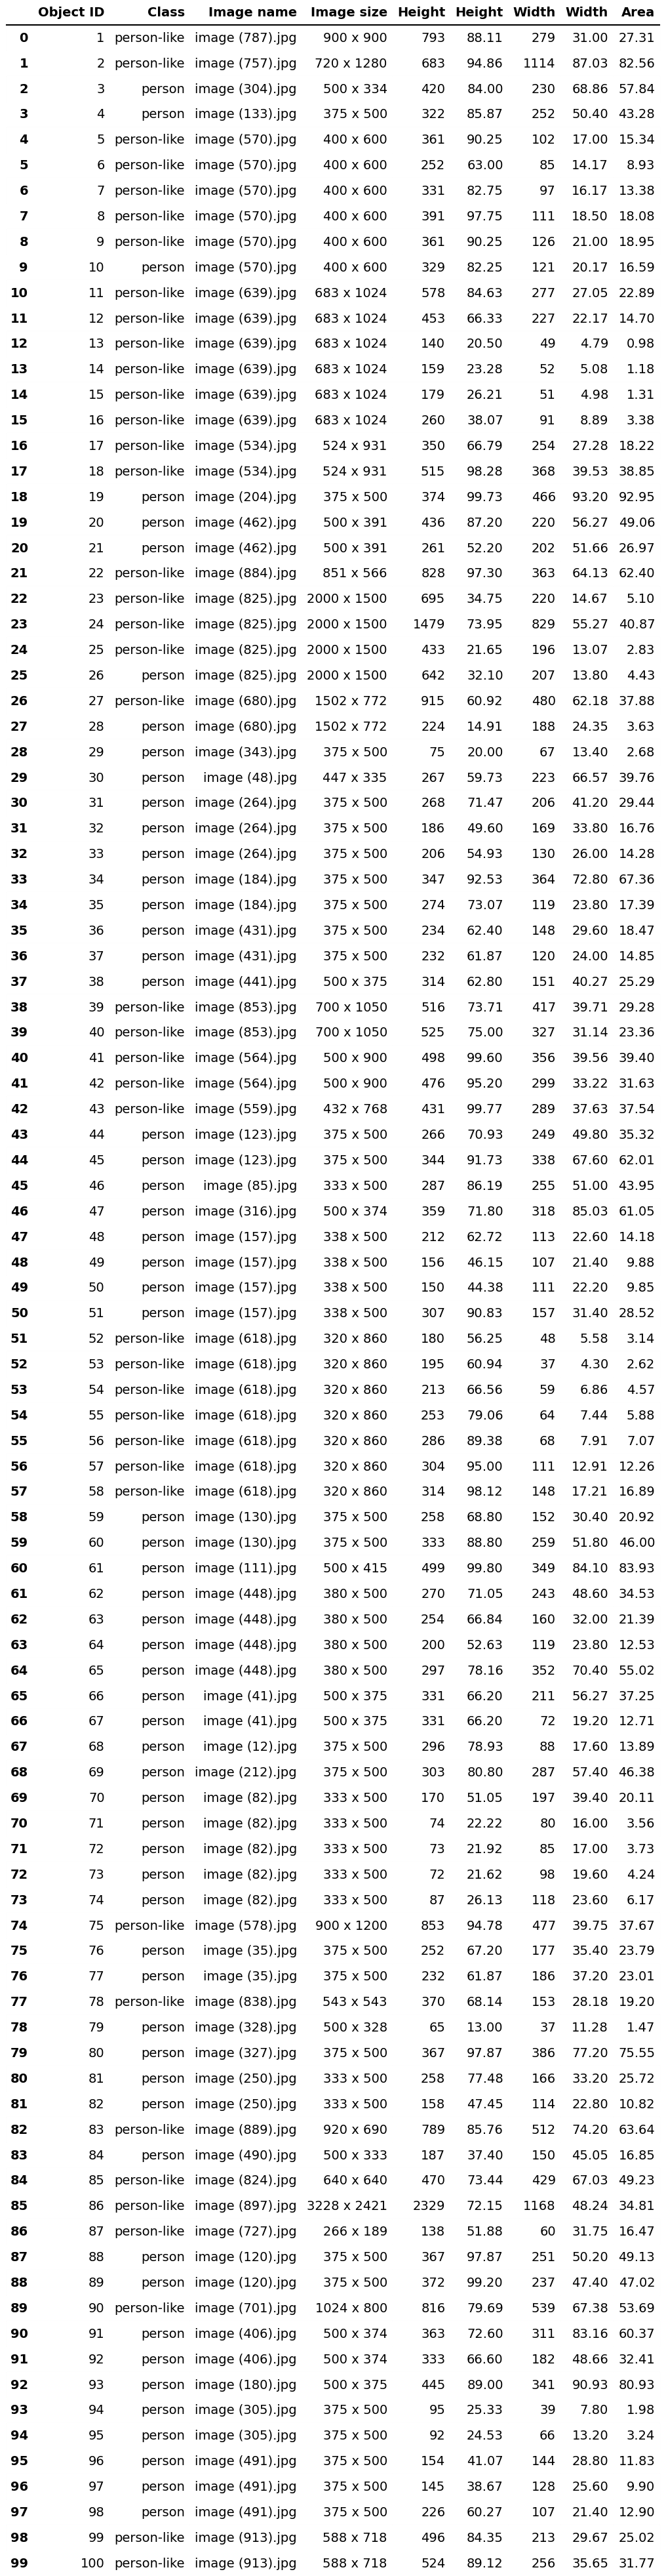 Object ID Class Image name Image size Height Height Width Width Area
0 1 person-like image (787).jpg 900 x 900 793 88.11 279 31.00 27.31
1 2 person-like image (757).jpg 720 x 1280 683 94.86 1114 87.03 82.56
2 3 person image (304).jpg 500 x 334 420 84.00 230 68.86 57.84
3 4 person image (133).jpg 375 x 500 322 85.87 252 50.40 43.28
4 5 person-like image (570).jpg 400 x 600 361 90.25 102 17.00 15.34
5 6 person-like image (570).jpg 400 x 600 252 63.00 85 14.17 8.93
6 7 person-like image (570).jpg 400 x 600 331 82.75 97 16.17 13.38
7 8 person-like image (570).jpg 400 x 600 391 97.75 111 18.50 18.08
8 9 person-like image (570).jpg 400 x 600 361 90.25 126 21.00 18.95
9 10 person image (570).jpg 400 x 600 329 82.25 121 20.17 16.59
10 11 person-like image (639).jpg 683 x 1024 578 84.63 277 27.05 22.89
11 12 person-like image (639).jpg 683 x 1024 453 66.33 227 22.17 14.70
12 13 person-like image (639).jpg 683 x 1024 140 20.50 49 4.79 0.98
13 14 person-like image (639).jpg 683 x 1024 159 23.28 52 5.08 1.18
14 15 person-like image (639).jpg 683 x 1024 179 26.21 51 4.98 1.31
15 16 person-like image (639).jpg 683 x 1024 260 38.07 91 8.89 3.38
16 17 person-like image (534).jpg 524 x 931 350 66.79 254 27.28 18.22
17 18 person-like image (534).jpg 524 x 931 515 98.28 368 39.53 38.85
18 19 person image (204).jpg 375 x 500 374 99.73 466 93.20 92.95
19 20 person image (462).jpg 500 x 391 436 87.20 220 56.27 49.06
20 21 person image (462).jpg 500 x 391 261 52.20 202 51.66 26.97
21 22 person-like image (884).jpg 851 x 566 828 97.30 363 64.13 62.40
22 23 person-like image (825).jpg 2000 x 1500 695 34.75 220 14.67 5.10
23 24 person-like image (825).jpg 2000 x 1500 1479 73.95 829 55.27 40.87
24 25 person-like image (825).jpg 2000 x 1500 433 21.65 196 13.07 2.83
25 26 person image (825).jpg 2000 x 1500 642 32.10 207 13.80 4.43
26 27 person-like image (680).jpg 1502 x 772 915 60.92 480 62.18 37.88
27 28 person image (680).jpg 1502 x 772 224 14.91 188 24.35 3.63
28 29 person image (343).jpg 375 x 500 75 20.00 67 13.40 2.68
29 30 person image (48).jpg 447 x 335 267 59.73 223 66.57 39.76
30 31 person image (264).jpg 375 x 500 268 71.47 206 41.20 29.44
31 32 person image (264).jpg 375 x 500 186 49.60 169 33.80 16.76
32 33 person image (264).jpg 375 x 500 206 54.93 130 26.00 14.28
33 34 person image (184).jpg 375 x 500 347 92.53 364 72.80 67.36
34 35 person image (184).jpg 375 x 500 274 73.07 119 23.80 17.39
35 36 person image (431).jpg 375 x 500 234 62.40 148 29.60 18.47
36 37 person image (431).jpg 375 x 500 232 61.87 120 24.00 14.85
37 38 person image (441).jpg 500 x 375 314 62.80 151 40.27 25.29
38 39 person-like image (853).jpg 700 x 1050 516 73.71 417 39.71 29.28
39 40 person-like image (853).jpg 700 x 1050 525 75.00 327 31.14 23.36
40 41 person-like image (564).jpg 500 x 900 498 99.60 356 39.56 39.40
41 42 person-like image (564).jpg 500 x 900 476 95.20 299 33.22 31.63
42 43 person-like image (559).jpg 432 x 768 431 99.77 289 37.63 37.54
43 44 person image (123).jpg 375 x 500 266 70.93 249 49.80 35.32
44 45 person image (123).jpg 375 x 500 344 91.73 338 67.60 62.01
45 46 person image (85).jpg 333 x 500 287 86.19 255 51.00 43.95
46 47 person image (316).jpg 500 x 374 359 71.80 318 85.03 61.05
47 48 person image (157).jpg 338 x 500 212 62.72 113 22.60 14.18
48 49 person image (157).jpg 338 x 500 156 46.15 107 21.40 9.88
49 50 person image (157).jpg 338 x 500 150 44.38 111 22.20 9.85
50 51 person image (157).jpg 338 x 500 307 90.83 157 31.40 28.52
51 52 person-like image (618).jpg 320 x 860 180 56.25 48 5.58 3.14
52 53 person-like image (618).jpg 320 x 860 195 60.94 37 4.30 2.62
53 54 person-like image (618).jpg 320 x 860 213 66.56 59 6.86 4.57
54 55 person-like image (618).jpg 320 x 860 253 79.06 64 7.44 5.88
55 56 person-like image (618).jpg 320 x 860 286 89.38 68 7.91 7.07
56 57 person-like image (618).jpg 320 x 860 304 95.00 111 12.91 12.26
57 58 person-like image (618).jpg 320 x 860 314 98.12 148 17.21 16.89
58 59 person image (130).jpg 375 x 500 258 68.80 152 30.40 20.92
59 60 person image (130).jpg 375 x 500 333 88.80 259 51.80 46.00
60 61 person image (111).jpg 500 x 415 499 99.80 349 84.10 83.93
61 62 person image (448).jpg 380 x 500 270 71.05 243 48.60 34.53
62 63 person image (448).jpg 380 x 500 254 66.84 160 32.00 21.39
63 64 person image (448).jpg 380 x 500 200 52.63 119 23.80 12.53
64 65 person image (448).jpg 380 x 500 297 78.16 352 70.40 55.02
65 66 person image (41).jpg 500 x 375 331 66.20 211 56.27 37.25
66 67 person image (41).jpg 500 x 375 331 66.20 72 19.20 12.71
67 68 person image (12).jpg 375 x 500 296 78.93 88 17.60 13.89
68 69 person image (212).jpg 375 x 500 303 80.80 287 57.40 46.38
69 70 person image (82).jpg 333 x 500 170 51.05 197 39.40 20.11
70 71 person image (82).jpg 333 x 500 74 22.22 80 16.00 3.56
71 72 person image (82).jpg 333 x 500 73 21.92 85 17.00 3.73
72 73 person image (82).jpg 333 x 500 72 21.62 98 19.60 4.24
73 74 person image (82).jpg 333 x 500 87 26.13 118 23.60 6.17
74 75 person-like image (578).jpg 900 x 1200 853 94.78 477 39.75 37.67
75 76 person image (35).jpg 375 x 500 252 67.20 177 35.40 23.79
76 77 person image (35).jpg 375 x 500 232 61.87 186 37.20 23.01
77 78 person-like image (838).jpg 543 x 543 370 68.14 153 28.18 19.20
78 79 person image (328).jpg 500 x 328 65 13.00 37 11.28 1.47
79 80 person image (327).jpg 375 x 500 367 97.87 386 77.20 75.55
80 81 person image (250).jpg 333 x 500 258 77.48 166 33.20 25.72
81 82 person image (250).jpg 333 x 500 158 47.45 114 22.80 10.82
82 83 person-like image (889).jpg 920 x 690 789 85.76 512 74.20 63.64
83 84 person image (490).jpg 500 x 333 187 37.40 150 45.05 16.85
84 85 person-like image (824).jpg 640 x 640 470 73.44 429 67.03 49.23
85 86 person-like image (897).jpg 3228 x 2421 2329 72.15 1168 48.24 34.81
86 87 person-like image (727).jpg 266 x 189 138 51.88 60 31.75 16.47
87 88 person image (120).jpg 375 x 500 367 97.87 251 50.20 49.13
88 89 person image (120).jpg 375 x 500 372 99.20 237 47.40 47.02
89 90 person-like image (701).jpg 1024 x 800 816 79.69 539 67.38 53.69
90 91 person image (406).jpg 500 x 374 363 72.60 311 83.16 60.37
91 92 person image (406).jpg 500 x 374 333 66.60 182 48.66 32.41
92 93 person image (180).jpg 500 x 375 445 89.00 341 90.93 80.93
93 94 person image (305).jpg 375 x 500 95 25.33 39 7.80 1.98
94 95 person image (305).jpg 375 x 500 92 24.53 66 13.20 3.24
95 96 person image (491).jpg 375 x 500 154 41.07 144 28.80 11.83
96 97 person image (491).jpg 375 x 500 145 38.67 128 25.60 9.90
97 98 person image (491).jpg 375 x 500 226 60.27 107 21.40 12.90
98 99 person-like image (913).jpg 588 x 718 496 84.35 213 29.67 25.02
99 100 person-like image (913).jpg 588 x 718 524 89.12 256 35.65 31.77